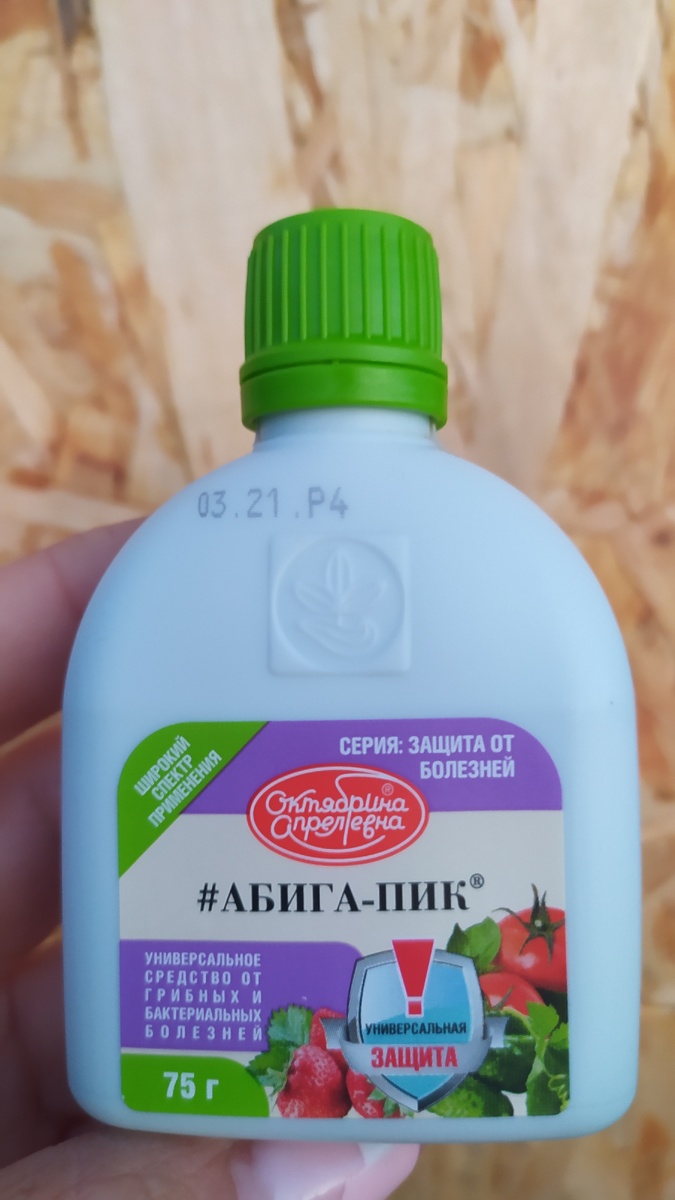 03.21.P4
ШИРОКИЙ
СПЕКТР
ПРИМЕНЕНИЯ
СЕРИЯ: ЗАЩИТА ОТ
БОЛЕЗНЕЙ
Октябрина ®
Апрелевна
#АБИГА-ПИК®
УНИВЕРСАЛЬНОЕ
СРЕДСТВО ОТ
ГРИБНЫХ И
БАКТЕРИАЛЬНЫХ
БОЛЕЗНЕЙ
!
УНИВЕРСАЛЬНАЯ
ЗАЩИТА
75 г